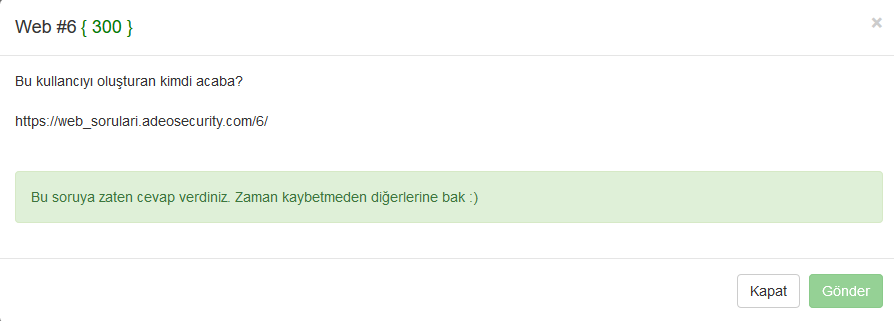 Web #6 { 300 }
×
Bu kullancıyı oluşturan kimdi acaba?
https://web_sorulari.adeosecurity.com/6/
Bu soruya zaten cevap verdiniz. Zaman kaybetmeden diğerlerine bak :)
Kapat Gönder